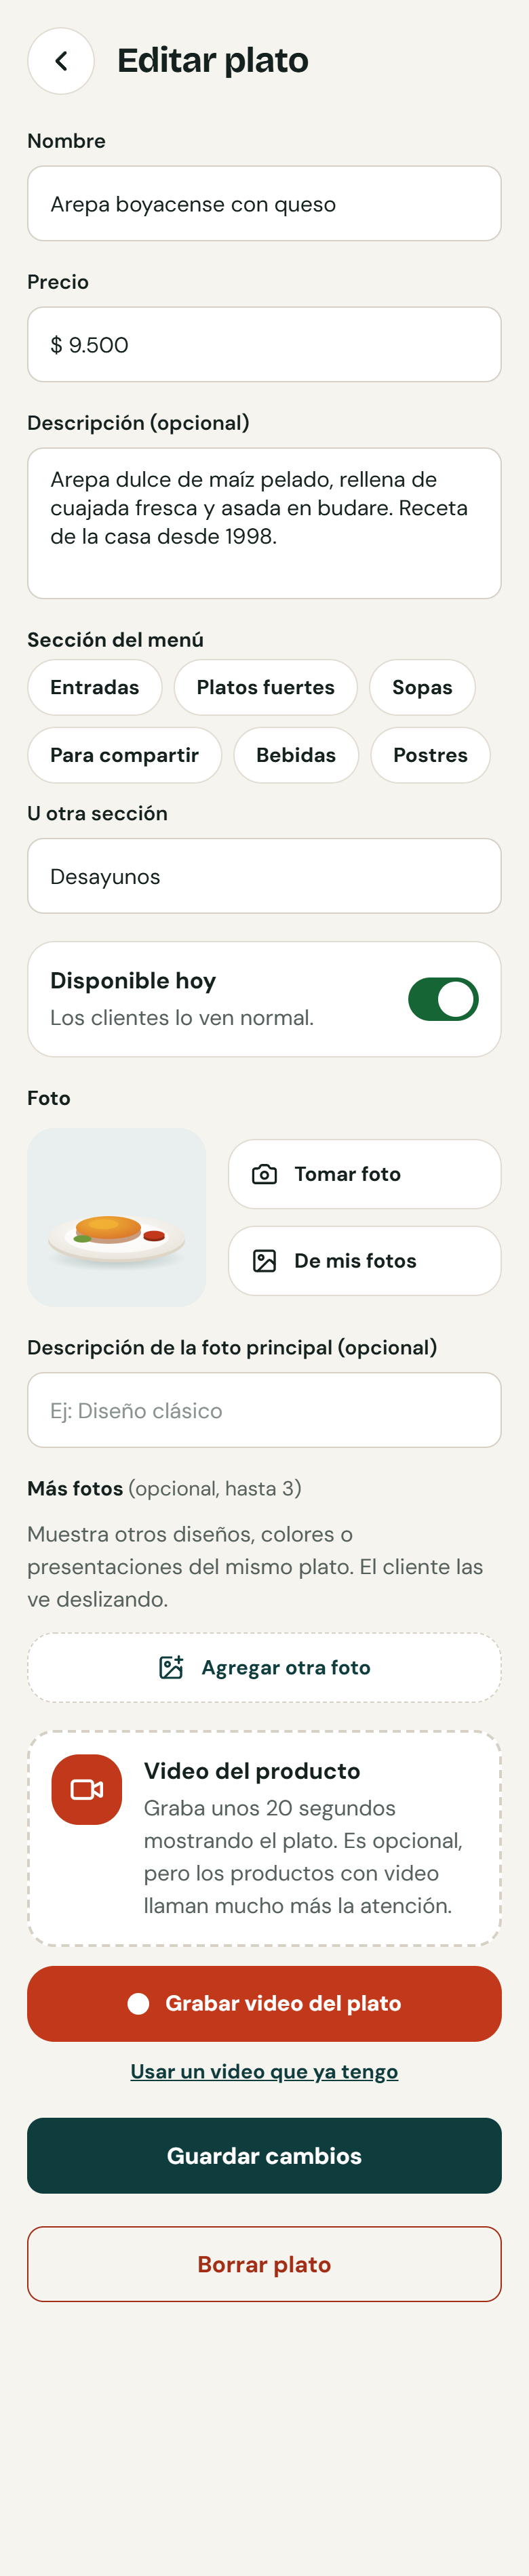 Editar plato
Nombre
Arepa boyacense con queso
Precio
$ 9.500
Descripción (opcional)
Arepa dulce de maíz pelado, rellena de
cuajada fresca y asada en budare. Receta
de la casa desde 1998.
Sección del menú
Entradas
Platos fuertes
Sopas
Para compartir
Bebidas
Postres
U otra sección
Desayunos
Disponible hoy
Los clientes lo ven normal.
Foto
Tomar foto
De mis fotos
Descripción de la foto principal (opcional)
Ej: Diseño clásico
Más fotos (opcional, hasta 3)
Muestra otros diseños, colores o
presentaciones del mismo plato. El cliente las
ve deslizando.
Agregar otra foto
Video del producto
Graba unos 20 segundos
mostrando el plato. Es opcional,
pero los productos con video
llaman mucho más la atención.
Grabar video del plato
Usar un video que ya tengo
Guardar cambios
Borrar plato